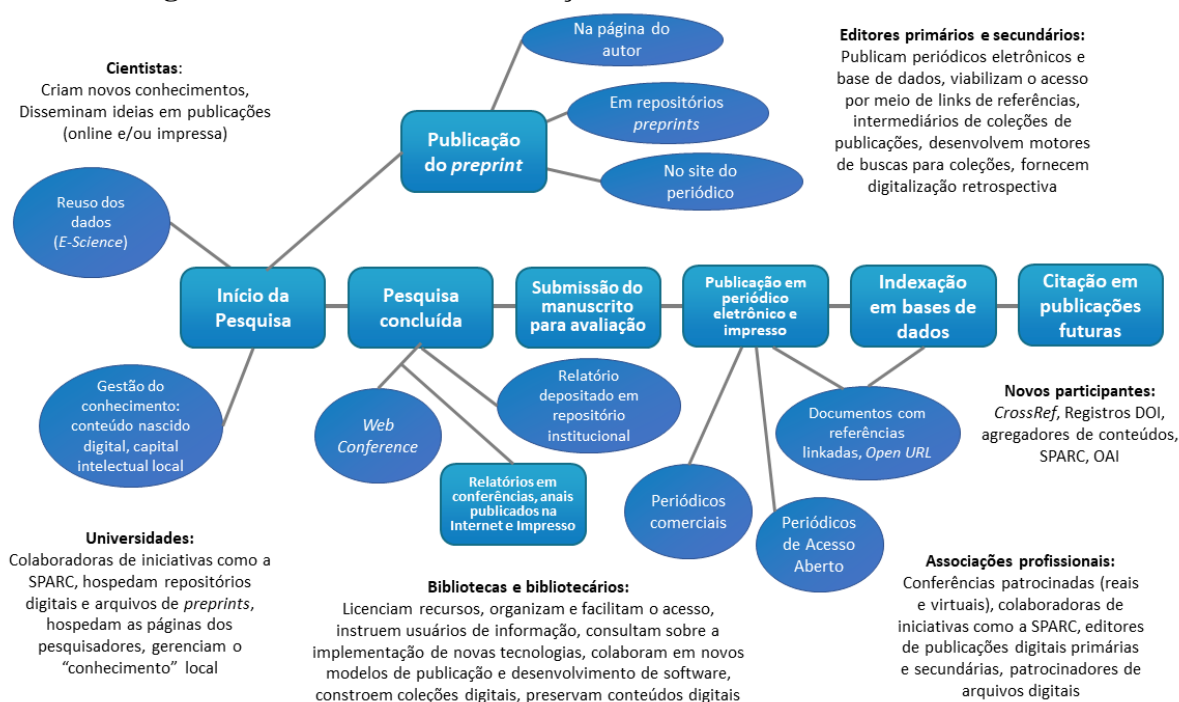 Na página do
autor
Editores primários e secundários:
Publicam periódicos eletrônicos e
base de dados, viabilizam o acesso
por meio de links de referências,
intermediários de coleções de
publicações, desenvolvem motores
de buscas para coleções, fornecem
digitalização retrospectiva
Cientistas:
Criam novos conhecimentos,
Disseminam ideias em publicações
(online e/ou impressa)
Em repositórios
preprints
Publicação
do preprint
No site do
periódico
Reuso dos
dados
(E-Science)
Início da
Pesquisa
Pesquisa
concluída
Submissão do
manuscrito
para avaliação
Publicação em
periódico
eletrônico e
impresso
Indexação
em bases de
dados
Citação em
publicações
futuras
Gestão do
conhecimento:
conteúdo nascido
digital, capital
intelectual local
Web
Conference
Relatório
depositado em
repositório
institucional
Documentos com
referências
linkadas, Open URL
Novos participantes:
CrossRef, Registros DOI,
agregadores de conteúdos,
SPARC, OAI
Relatórios em
conferências, anais
publicados na
Internet e Impresso
Periódicos
comerciais
Periódicos
de Acesso
Aberto
Universidades:
Colaboradoras de iniciativas como a
SPARC, hospedam repositórios
digitais e arquivos de preprints,
hospedam as páginas dos
pesquisadores, gerenciam o
“conhecimento” local
Bibliotecas e bibliotecários:
Licenciam recursos, organizam e facilitam o acesso,
instruem usuários de informação, consultam sobre a
implementação de novas tecnologias, colaboram em novos
modelos de publicação e desenvolvimento de software,
constroem coleções digitais, preservam conteúdos digitais
Associações profissionais:
Conferências patrocinadas (reais
e virtuais), colaboradoras de
iniciativas como a SPARC, editores
de publicações digitais primárias
e secundárias, patrocinadores de
arquivos digitais